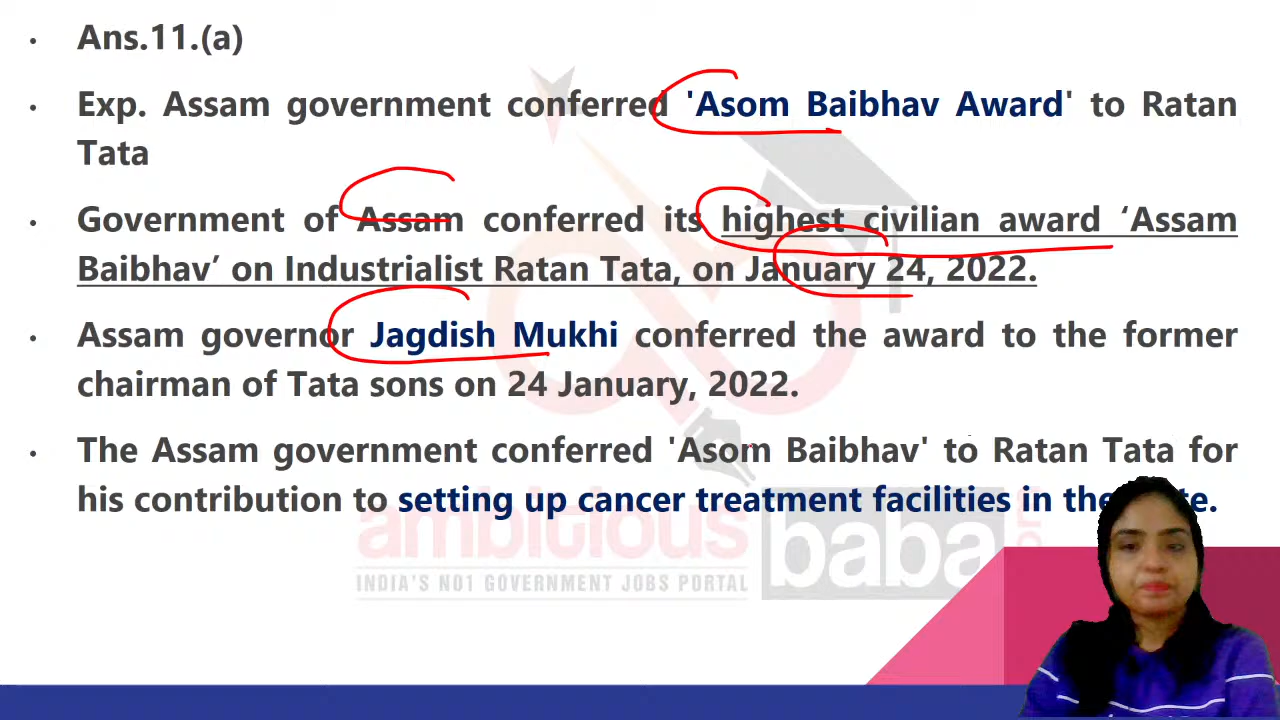 • Ans.11.(a)
• Exp. Assam government conferred 'Asom Baibhav Award' to Ratan
Tata
• Government of Assam conferred its highest civilian award ‘Assam
Baibhav’ on Industrialist Ratan Tata, on January 24, 2022.
• Assam governor Jagdish Mukhi conferred the award to the former
chairman of Tata sons on 24 January, 2022.
• The Assam government conferred 'Asom Baibhav' to Ratan Tata for
his contribution to setting up cancer treatment facilities in the
ambitious baba
INDIA'S NO1 GOVERNMENT JOBS PORTAL